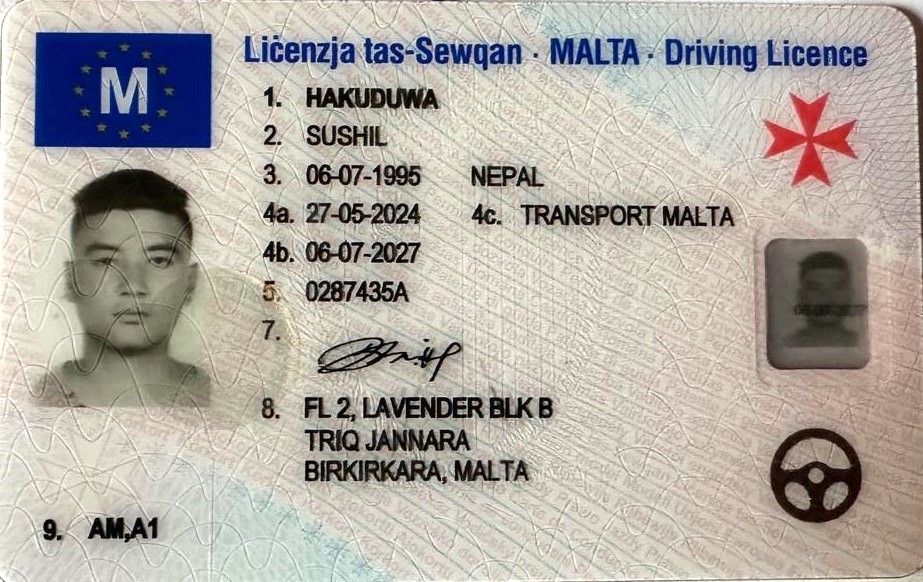 M
Liċenzja tas-Sewqan · MALTA · Driving Licence
1. HAKUDUWA
2. SUSHIL
3. 06-07-1995 NEPAL
4a. 27-05-2024 4c. TRANSPORT MALTA
4b. 06-07-2027
5. 0287435A
7.
8. FL 2, LAVENDER BLK B
TRIQ JANNARA
BIRKIRKARA, MALTA
9. AM,A1